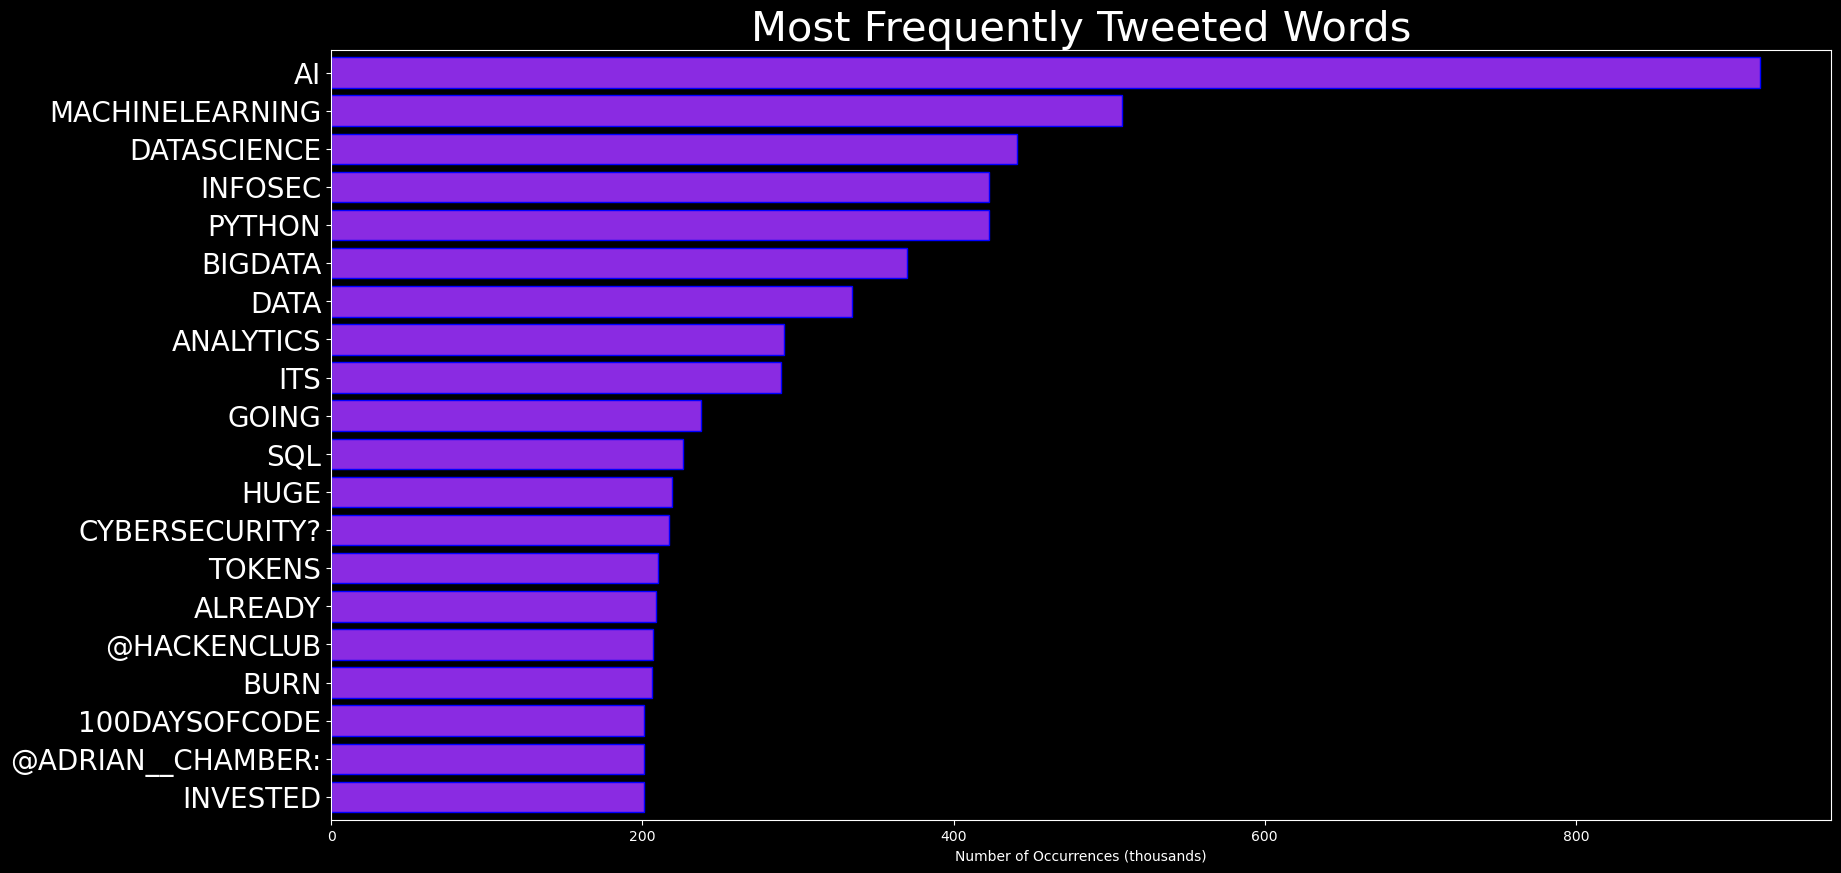 Most Frequently Tweeted Words
AI
MACHINELEARNING
DATASCIENCE
INFOSEC
PYTHON
BIGDATA
DATA
ANALYTICS
ITS
GOING
SQL
HUGE
CYBERSECURITY?
TOKENS
ALREADY
@HACKENCLUB
BURN
100DAYSOFCODE
@ADRIAN__CHAMBER:
INVESTED
0 200 400 600 800
Number of Occurrences (thousands)